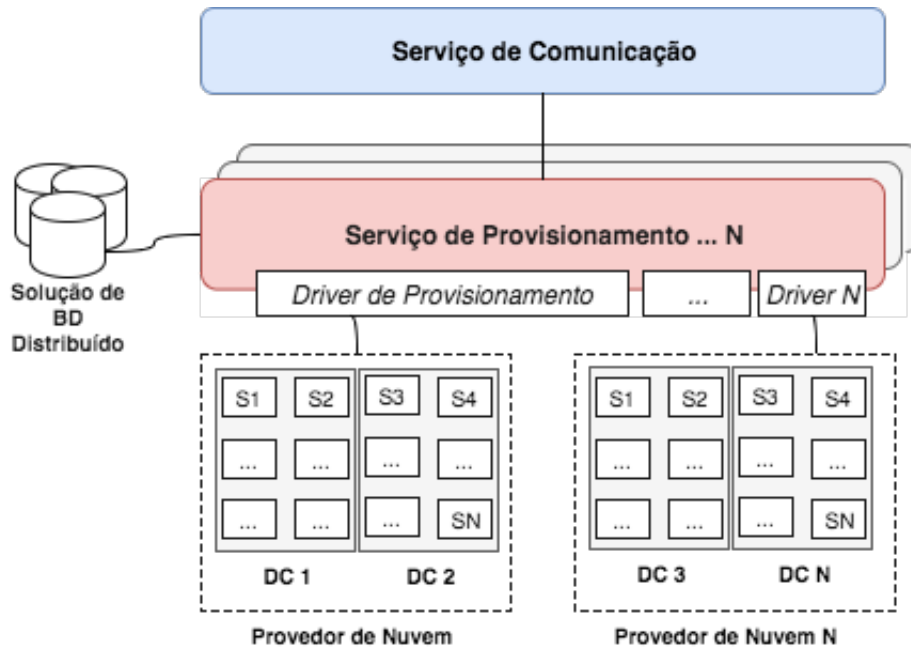 Serviço de Comunicação
Serviço de Provisionamento ... N
Driver de Provisionamento
...
Driver N
Solução de
BD
Distribuído
S1 S2 S3 S4
... ... ... ...
... ... ... SN
DC 1 DC 2
Provedor de Nuvem
S1 S2 S3 S4
... ... ... ...
... ... ... SN
DC 3 DC N
Provedor de Nuvem N